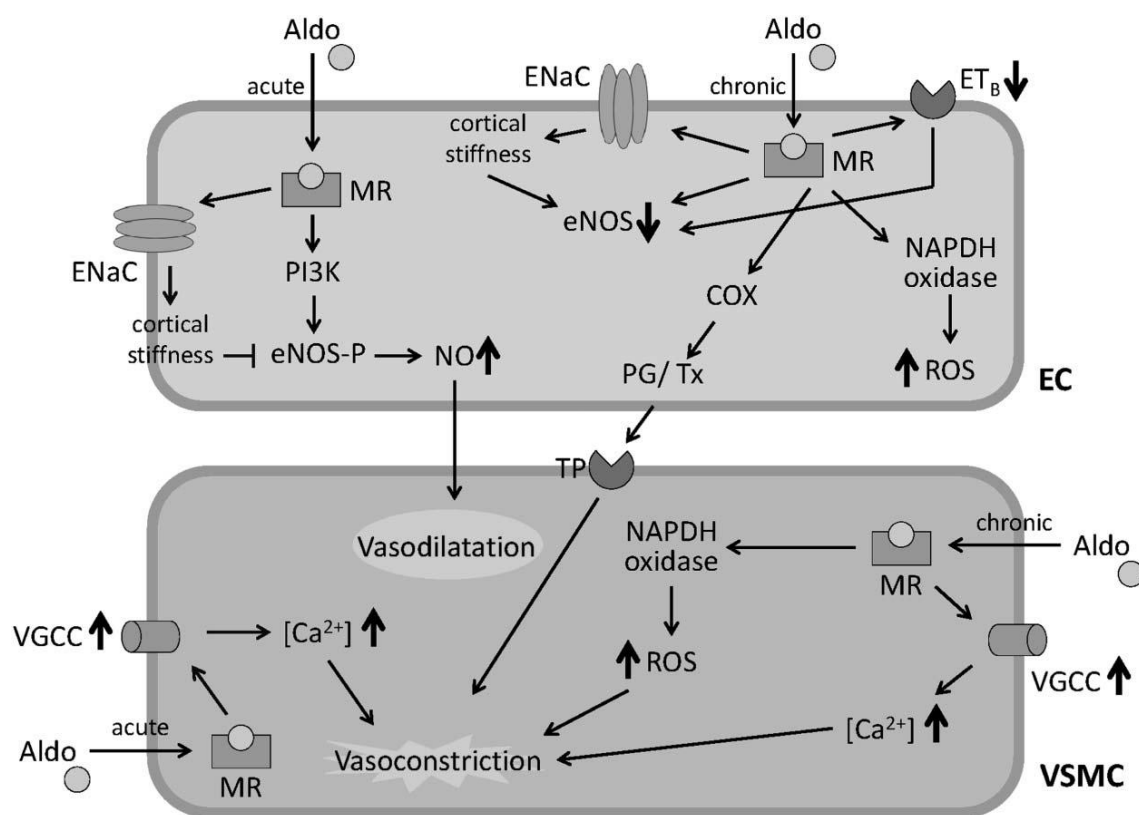 Aldo
acute
MR
ENaC
PI3K
cortical
stiffness
eNOS-P
NO
Aldo
chronic
ENaC
cortical
stiffness
MR
ET_B
eNOS
COX
PG/ Tx
NAPDH
oxidase
ROS
EC
TP
Vasodilatation
NAPDH
oxidase
MR
chronic
Aldo
VGCC
[Ca²⁺]
ROS
VGCC
[Ca²⁺]
Aldo
acute
MR
Vasoconstriction
VSMC